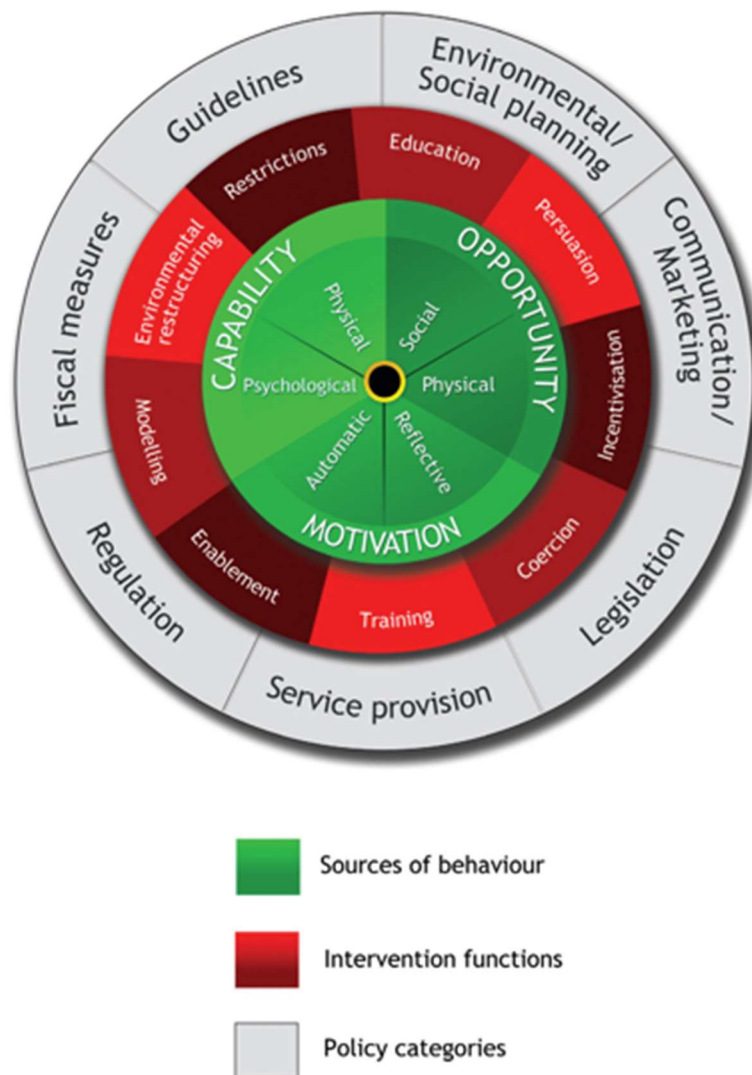 Guidelines
Environmental/
Social planning
Communication/
Marketing
Legislation
Service provision
Regulation
Fiscal measures
Restrictions
Education
Persuasion
Incentivisation
Coercion
Training
Enablement
Modelling
Environmental
restructuring
CAPABILITY
OPPORTUNITY
MOTIVATION
Physical
Social
Psychological
Physical
Automatic
Reflective
Sources of behaviour
Intervention functions
Policy categories